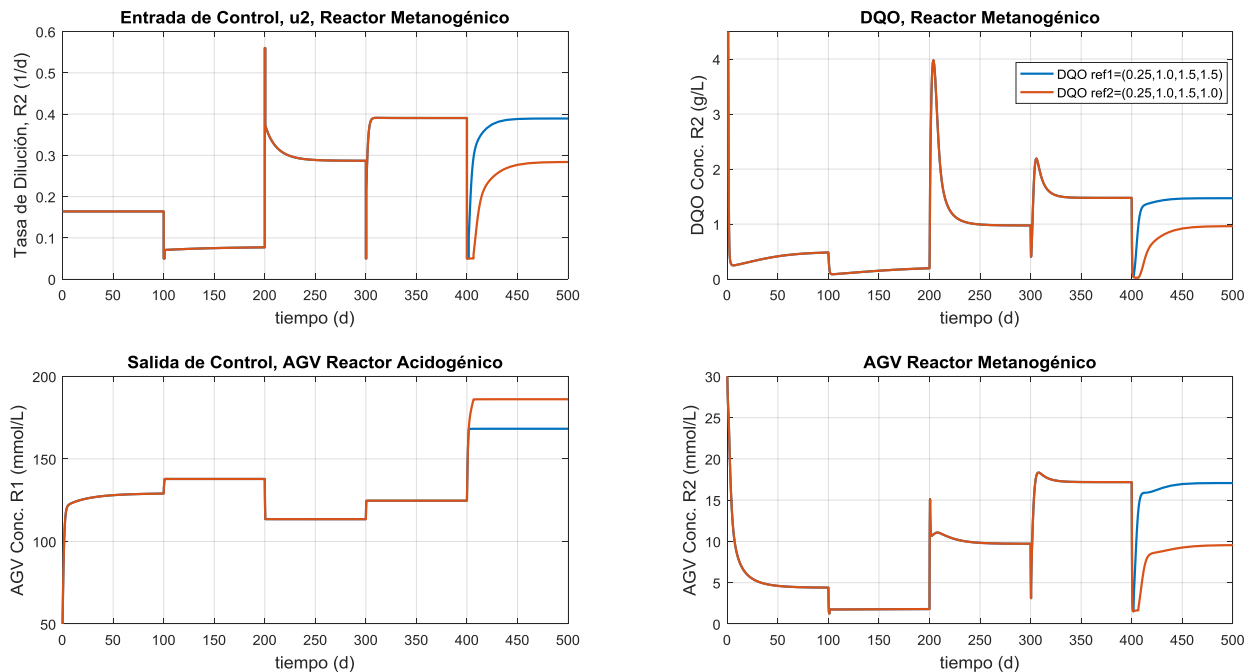 Entrada de Control, u2, Reactor Metanogénico
Tasa de Dilución, R2 (1/d)
0.6
0.5
0.4
0.3
0.2
0.1
0
0 50 100 150 200 250 300 350 400 450 500
tiempo (d)
DQO, Reactor Metanogénico
DQO Conc. R2 (g/L)
4
3
2
1
0
DQO ref1=(0.25,1.0,1.5,1.5)
DQO ref2=(0.25,1.0,1.5,1.0)
0 50 100 150 200 250 300 350 400 450 500
tiempo (d)
Salida de Control, AGV Reactor Acidogénico
AGV Conc. R1 (mmol/L)
200
150
100
50
0 50 100 150 200 250 300 350 400 450 500
tiempo (d)
AGV Reactor Metanogénico
AGV Conc. R2 (mmol/L)
30
25
20
15
10
5
0
0 50 100 150 200 250 300 350 400 450 500
tiempo (d)